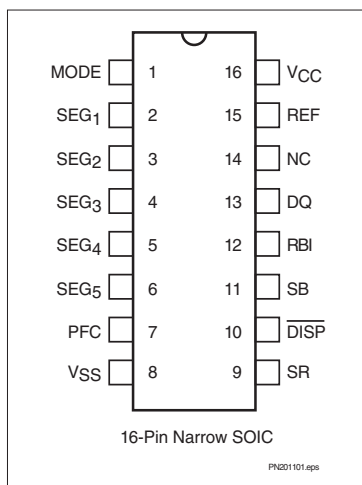 MODE 1 16 VCC
SEG1 2 15 REF
SEG2 3 14 NC
SEG3 4 13 DQ
SEG4 5 12 RBI
SEG5 6 11 SB
PFC 7 10 DISP
VSS 8 9 SR
16-Pin Narrow SOIC
PN201101.eps